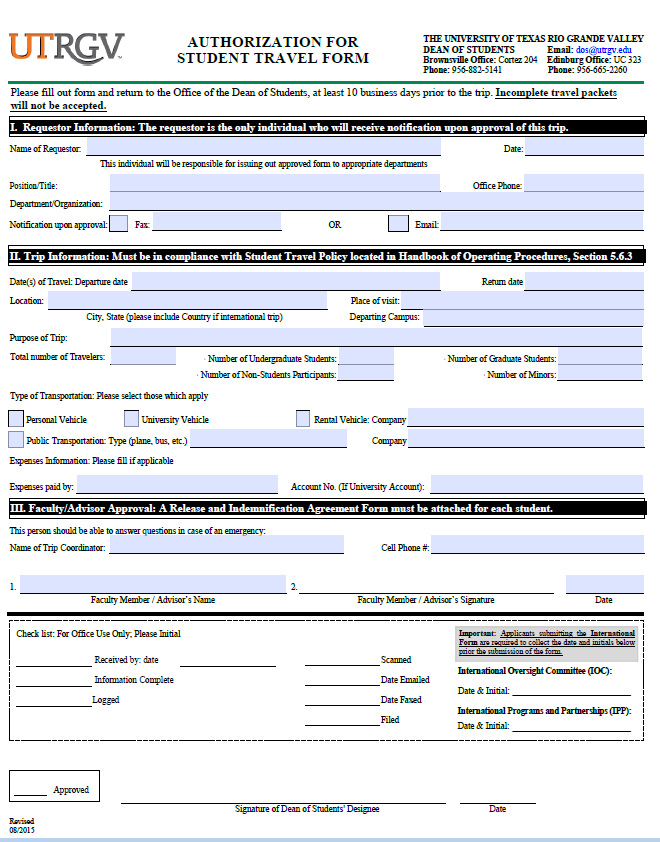 UTRGV
AUTHORIZATION FOR
STUDENT TRAVEL FORM
THE UNIVERSITY OF TEXAS RIO GRANDE VALLEY
DEAN OF STUDENTS Email: dos@utrgv.edu
Brownsville Office: Cortez 204 Edinburg Office: UC 323
Phone: 956-882-5141 Phone: 956-665-2260
Please fill out form and return to the Office of the Dean of Students, at least 10 business days prior to the trip. Incomplete travel packets
will not be accepted.
I. Requestor Information: The requestor is the only individual who will receive notification upon approval of this trip.
Name of Requestor: Date:
This individual will be responsible for issuing out approved form to appropriate departments
Position/Title: Office Phone:
Department/Organization:
Notification upon approval: Fax: OR Email:
II. Trip Information: Must be in compliance with Student Travel Policy located in Handbook of Operating Procedures, Section 5.6.3
Date(s) of Travel: Departure date Return date
Location: Place of visit:
City, State (please include Country if international trip) Departing Campus:
Purpose of Trip:
Total number of Travelers: · Number of Undergraduate Students: · Number of Graduate Students:
· Number of Non-Students Participants: · Number of Minors:
Type of Transportation: Please select those which apply
Personal Vehicle University Vehicle Rental Vehicle: Company
Public Transportation: Type (plane, bus, etc.) Company
Expenses Information: Please fill if applicable
Expenses paid by: Account No. (If University Account):
III. Faculty/Advisor Approval: A Release and Indemnification Agreement Form must be attached for each student.
This person should be able to answer questions in case of an emergency:
Name of Trip Coordinator: Cell Phone #:
1. 2.
Faculty Member / Advisor's Name Faculty Member / Advisor's Signature Date
Check list: For Office Use Only; Please Initial
Received by: date Scanned
Information Complete Date Emailed
Logged Date Faxed
Filed
Important: Applicants submitting the International
Form are required to collect the date and initials below
prior the submission of the form.
International Oversight Committee (IOC):
Date & Initial:
International Programs and Partnerships (IPP):
Date & Initial:
Approved
Signature of Dean of Students' Designee Date
Revised
08/2015